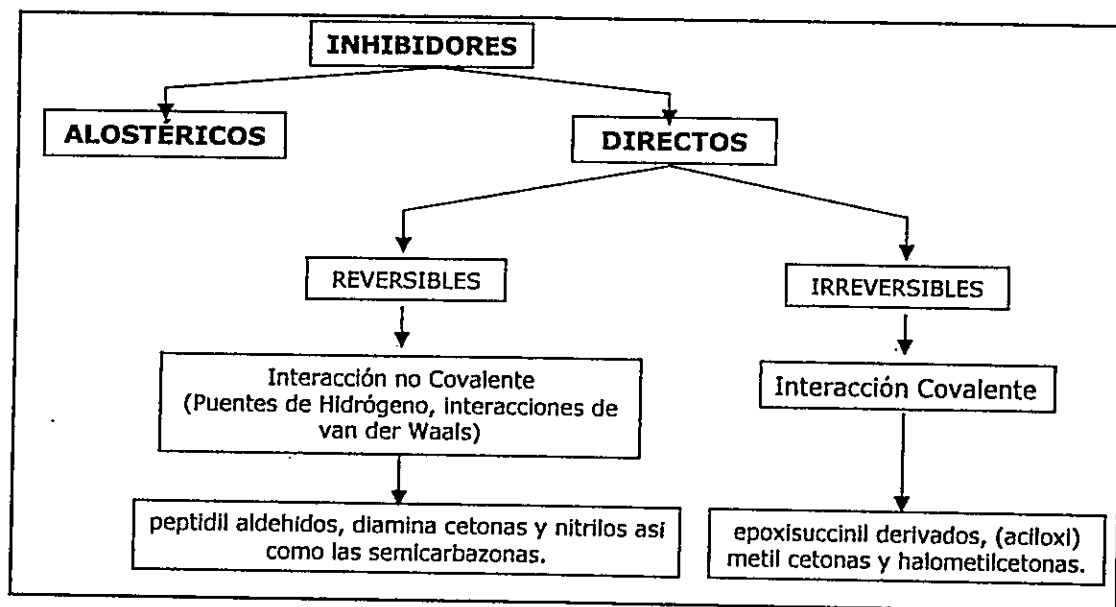 INHIBIDORES
ALOSTÉRICOS
DIRECTOS
REVERSIBLES
IRREVERSIBLES
Interacción no Covalente
(Puentes de Hidrógeno, interacciones de
van der Waals)
Interacción Covalente
peptidil aldehidos, diamina cetonas y nitrilos así
como las semicarbazonas.
epoxisuccinil derivados, (aciloxi)
metil cetonas y halometilcetonas.